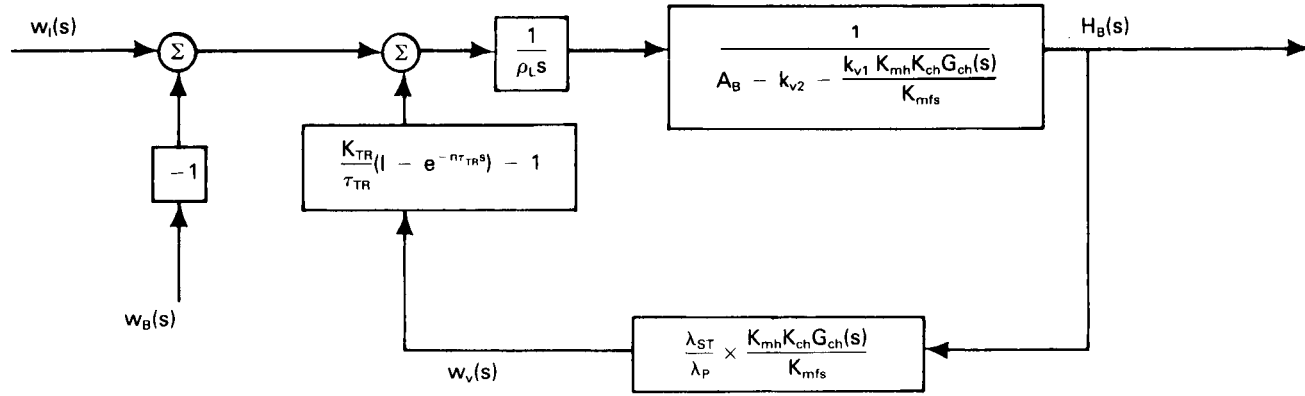 w_I(s)
Σ
Σ
1
ρ_L s
1
A_B − k_v2 − k_v1 K_mh K_ch G_ch(s)
K_mfs
H_B(s)
−1
K_TR
τ_TR
(I − e^{−nτ_TR s}) − 1
w_B(s)
w_v(s)
λ_ST
λ_P
×
K_mh K_ch G_ch(s)
K_mfs